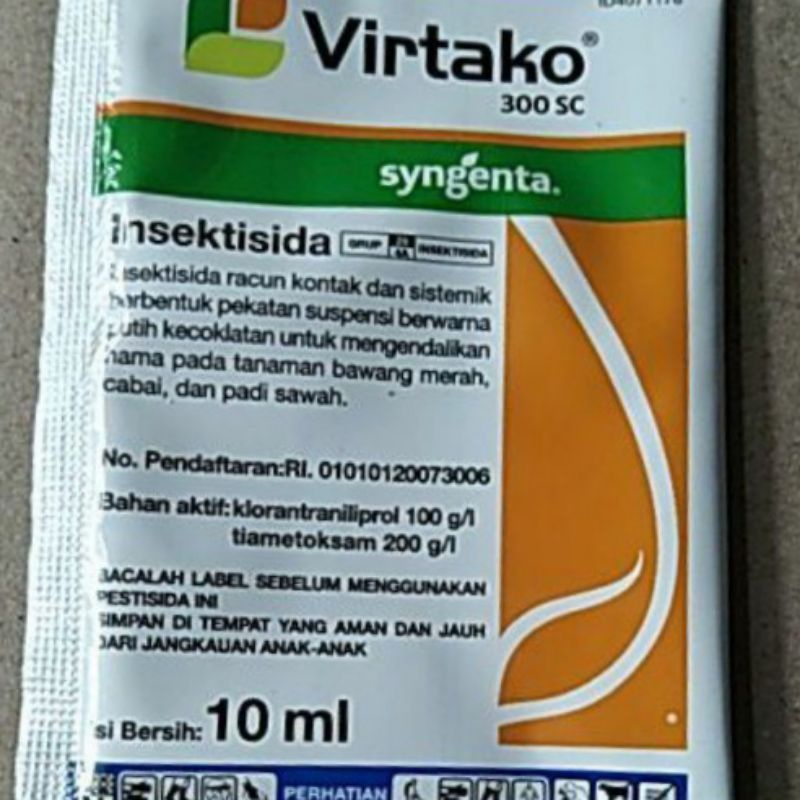 Virtako®
300 SC
syngenta.
insektisida GRUP 28 6A INSEKTISIDA
Insektisida racun kontak dan sistemik
berbentuk pekatan suspensi berwarna
putih kecoklatan untuk mengendalikan
hama pada tanaman bawang merah,
cabai, dan padi sawah.
No. Pendaftaran:RI. 01010120073006
Bahan aktif: klorantraniliprol 100 g/l
tiametoksam 200 g/l
BACALAH LABEL SEBELUM MENGGUNAKAN
PESTISIDA INI
SIMPAN DI TEMPAT YANG AMAN DAN JAUH
DARI JANGKAUAN ANAK-ANAK
si Bersih: 10 ml
PERHATIAN